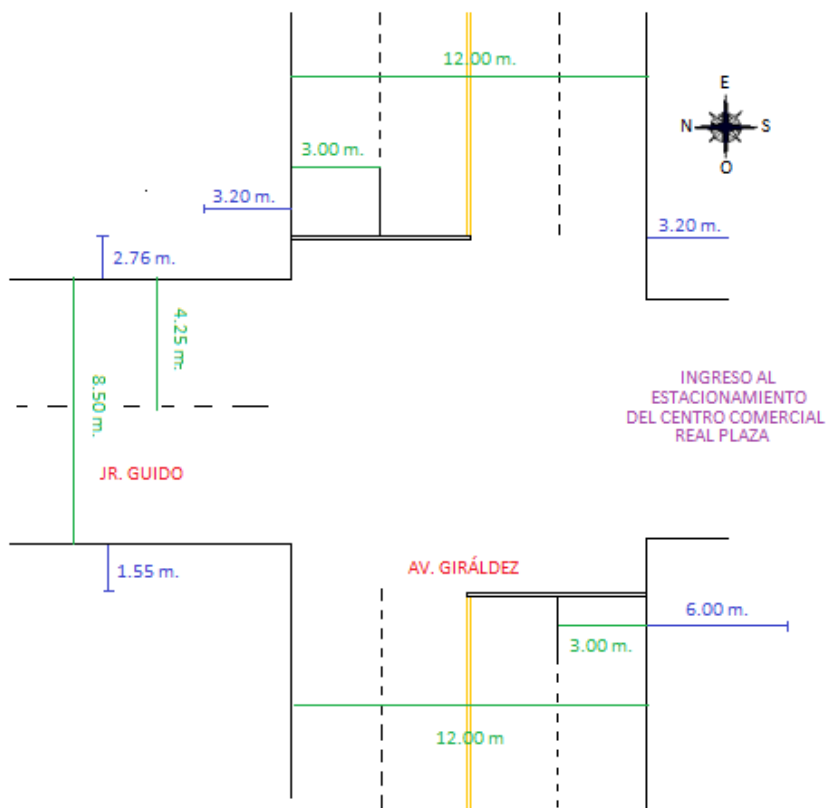 12.00 m.
E
N
S
O
3.00 m.
3.20 m.
3.20 m.
2.76 m.
4.25 m.
8.50 m.
INGRESO AL
ESTACIONAMIENTO
DEL CENTRO COMERCIAL
REAL PLAZA
JR. GUIDO
AV. GIRÁLDEZ
1.55 m.
6.00 m.
3.00 m.
12.00 m